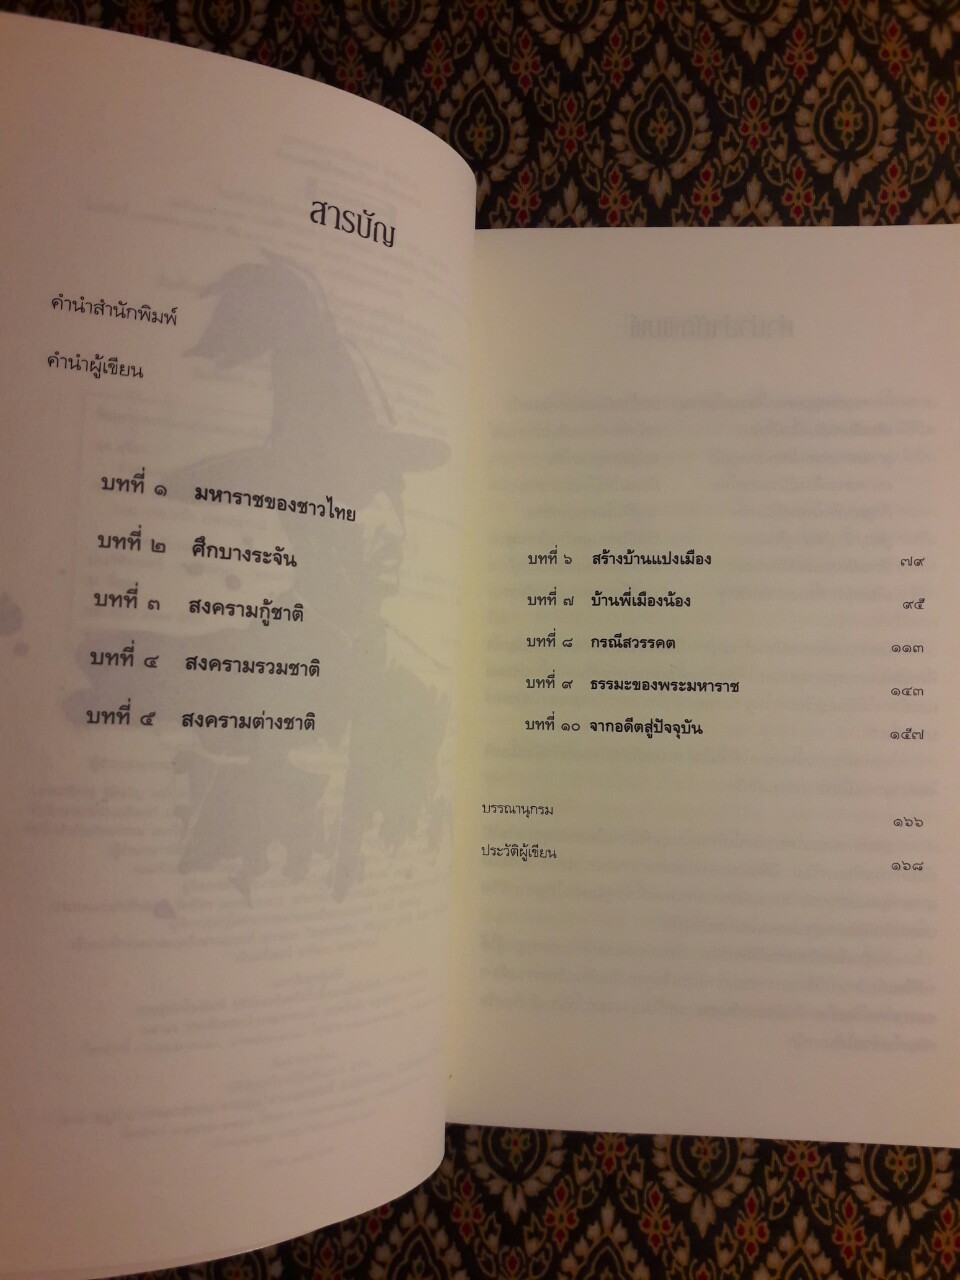 สารบัญ
คำนำสำนักพิมพ์
คำนำผู้เขียน
บทที่ ๑ มหาราชของชาวไทย
บทที่ ๒ ศึกบางระจัน
บทที่ ๓ สงครามกู้ชาติ
บทที่ ๔ สงครามรวมชาติ
บทที่ ๕ สงครามต่างชาติ
บทที่ ๖ สร้างบ้านแปงเมือง ๗๙
บทที่ ๗ บ้านพี่เมืองน้อง ๙๕
บทที่ ๘ กรณีสวรรคต ๑๑๓
บทที่ ๙ ธรรมะของพระมหาราช ๑๔๓
บทที่ ๑๐ จากอดีตสู่ปัจจุบัน ๑๕๗
บรรณานุกรม ๑๖๖
ประวัติผู้เขียน ๑๖๘